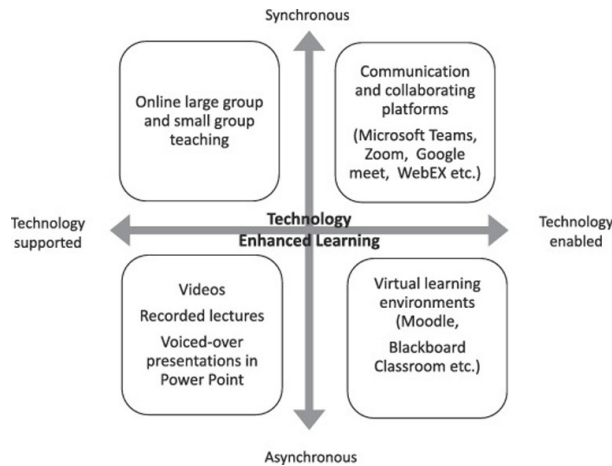 Synchronous
Online large group
and small group
teaching
Communication
and collaborating
platforms
(Microsoft Teams,
Zoom, Google
meet, WebEX etc.)
Technology
supported
Technology
Enhanced Learning
Technology
enabled
Videos
Recorded lectures
Voiced-over
presentations in
Power Point
Virtual learning
environments
(Moodle,
Blackboard
Classroom etc.)
Asynchronous